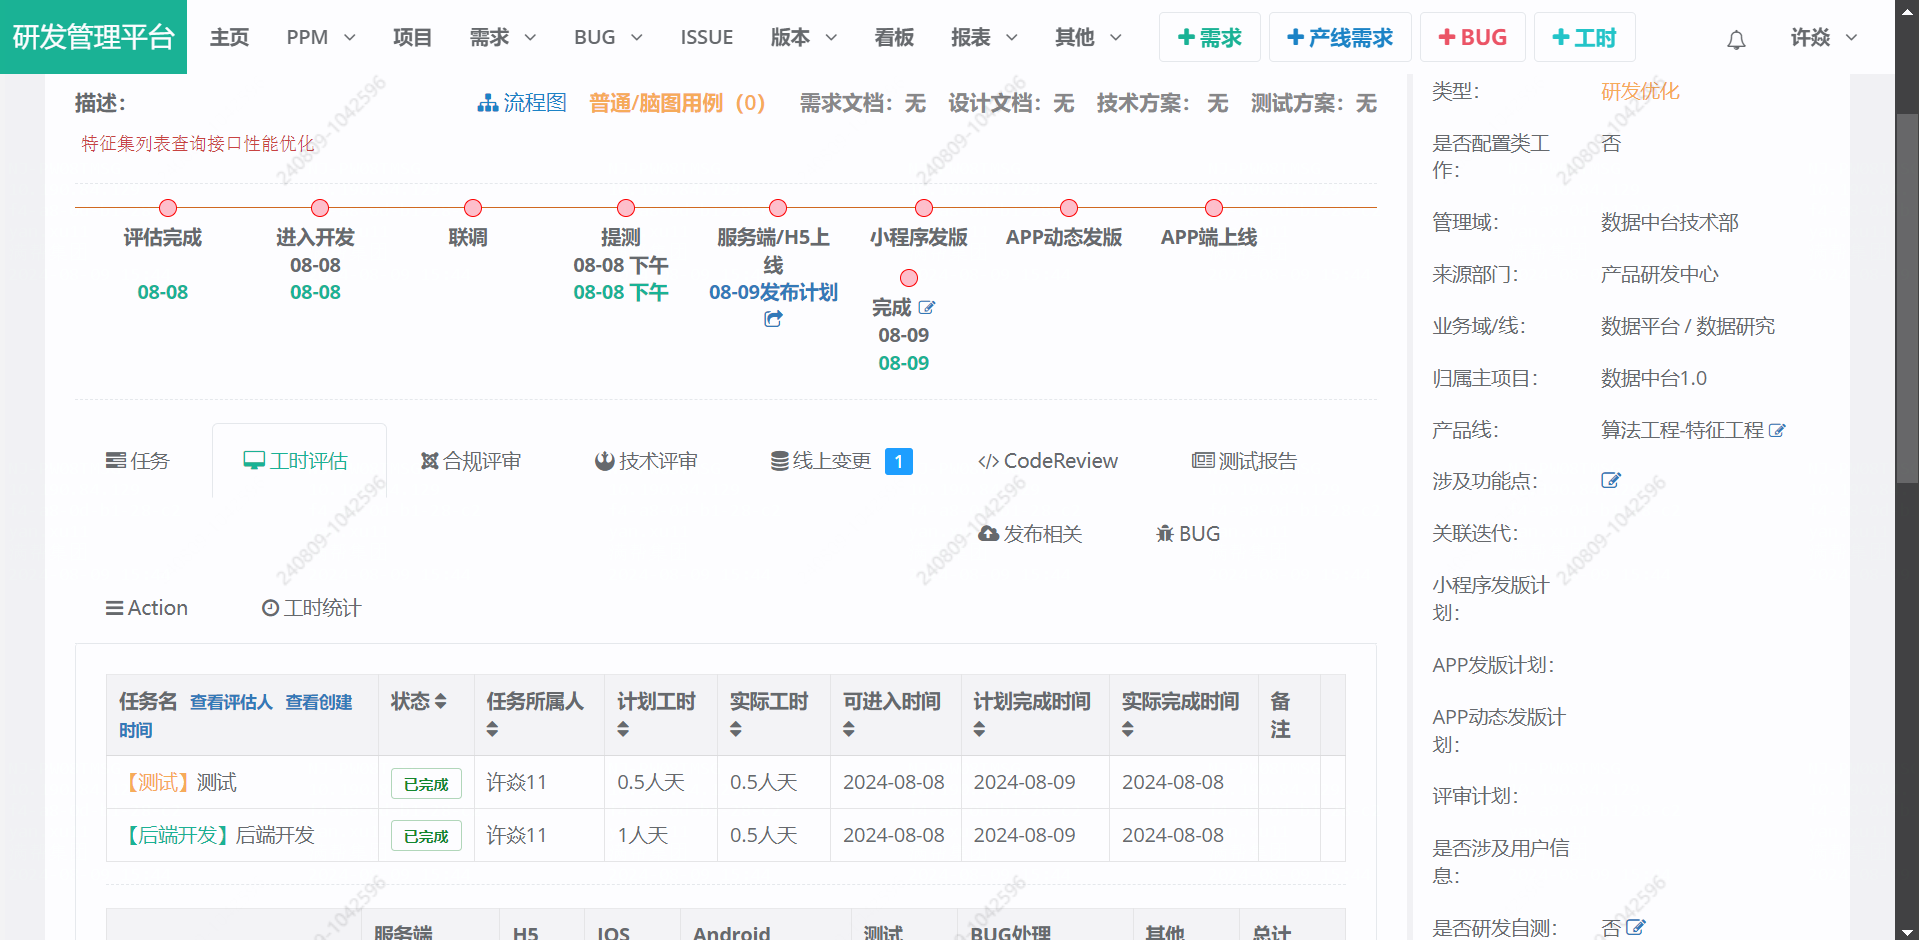 研发管理平台 主页 PPM 项目 需求 BUG ISSUE 版本 看板 报表 其他 +需求 +产线需求 +BUG +工时 许焱
描述： 流程图 普通/脑图用例（0） 需求文档：无 设计文档：无 技术方案： 无 测试方案：无
特征集列表查询接口性能优化
评估完成 进入开发 联调 提测 服务端/H5上线 小程序发版 APP动态发版 APP端上线
08-08 08-08 下午
08-08 08-08 08-08 下午 08-09发布计划
完成
08-09
08-09
任务 工时评估 合规评审 技术评审 线上变更 1 </> CodeReview 测试报告
发布相关 BUG
Action 工时统计
任务名 查看评估人 查看创建时间 状态 任务所属人 计划工时 实际工时 可进入时间 计划完成时间 实际完成时间 备注
【测试】测试 已完成 许焱11 0.5人天 0.5人天 2024-08-08 2024-08-09 2024-08-08
【后端开发】后端开发 已完成 许焱11 1人天 0.5人天 2024-08-08 2024-08-09 2024-08-08
服务端 H5 IOS Android 测试 BUG处理 其他 总计
类型： 研发优化
是否配置类工作： 否
管理域： 数据中台技术部
来源部门： 产品研发中心
业务域/线： 数据平台 / 数据研究
归属主项目： 数据中台1.0
产品线： 算法工程-特征工程
涉及功能点：
关联迭代：
小程序发版计划：
APP发版计划：
APP动态发版计划：
评审计划：
是否涉及用户信息：
是否研发自测： 否
240809-1042596
240809-1042596
240809-1042596
240809-1042596
240809-1042596
240809-1042596